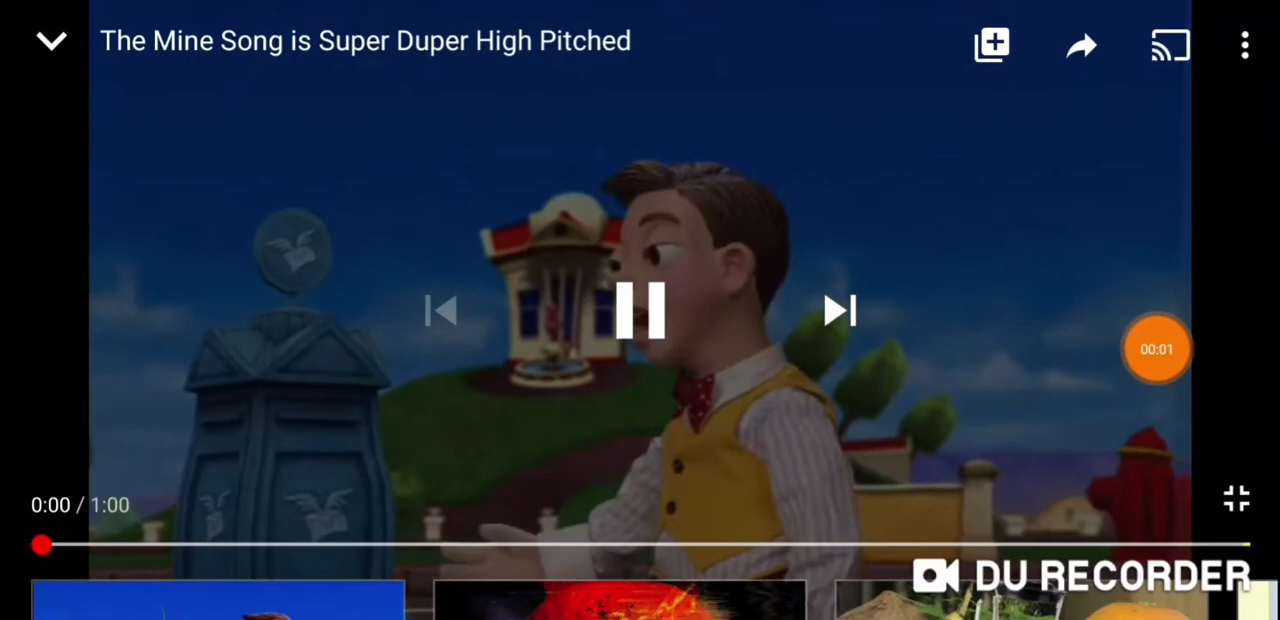 The Mine Song is Super Duper High Pitched
00:01
0:00 / 1:00
DU RECORDER